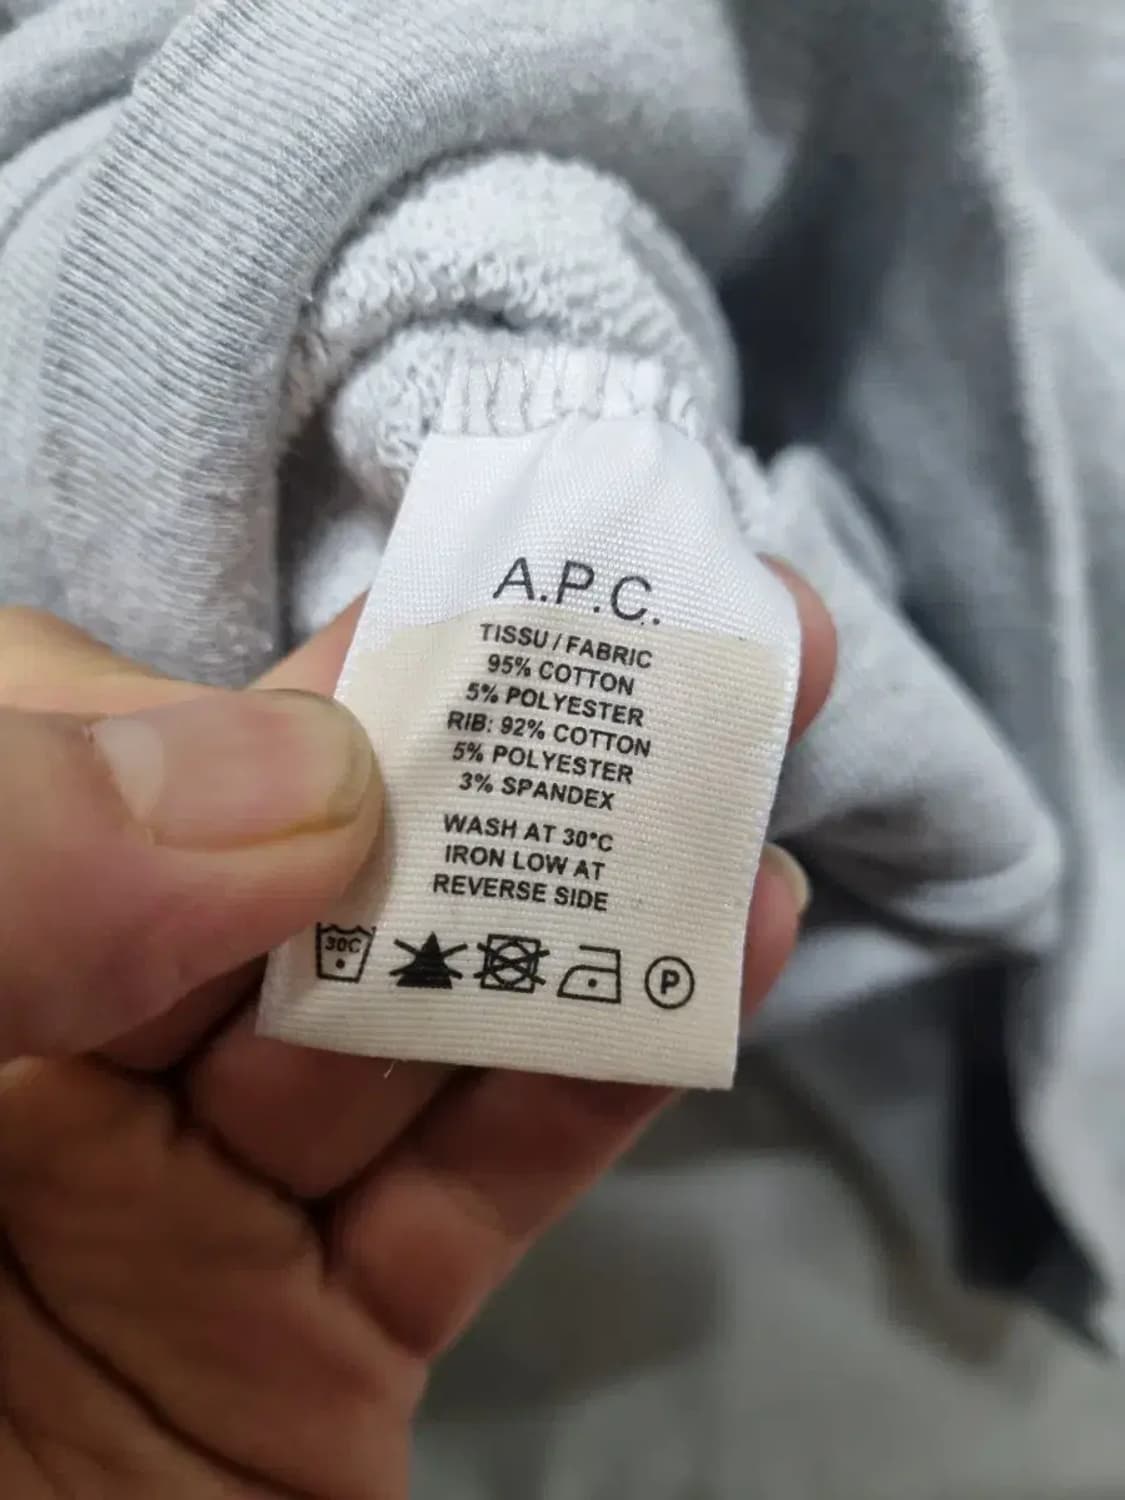 A.P.C.
TISSU / FABRIC
95% COTTON
5% POLYESTER
RIB: 92% COTTON
5% POLYESTER
3% SPANDEX
WASH AT 30°C
IRON LOW AT
REVERSE SIDE
30C P